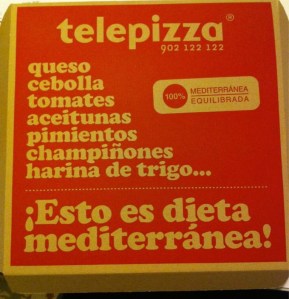 telepizza®
902 122 122
queso
cebolla
tomates
aceitunas
pimientos
champiñones
harina de trigo...
100% MEDITERRÁNEA
EQUILIBRADA
¡Esto es dieta
mediterránea!